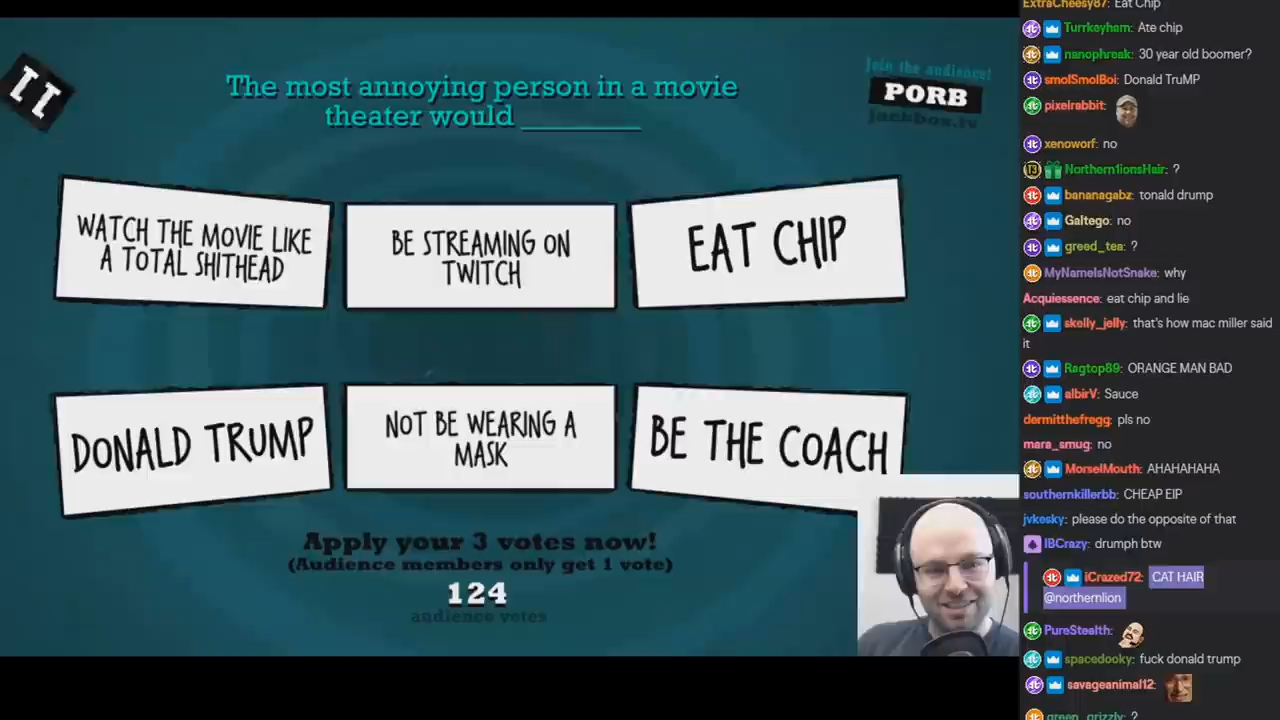 The most annoying person in a movie
theater would ________
Join the audience!
PORB
jackbox.tv
WATCH THE MOVIE LIKE
A TOTAL SHITHEAD
BE STREAMING ON
TWITCH
EAT CHIP
DONALD TRUMP
NOT BE WEARING A
MASK
BE THE COACH
Apply your 3 votes now!
(Audience members only get 1 vote)
124
audience votes
ExtraCheesy87: Eat Chip
Turrkeyham: Ate chip
nanophreak: 30 year old boomer?
smolSmolBoi: Donald TruMP
pixelrabbit:
xenoworf: no
Northern1ionsHair: ?
bananagabz: tonald drump
Galtego: no
greed_tea: ?
MyNameIsNotSnake: why
Acquiessence: eat chip and lie
skelly_jelly: that's how mac miller said
it
Ragtop89: ORANGE MAN BAD
albirV: Sauce
dermitthefrogg: pls no
mara_smug: no
MorselMouth: AHAHAHAHA
southernkillerbb: CHEAP EIP
jvkesky: please do the opposite of that
IBCrazy: drumph btw
iCrazed72: CAT HAIR
@northernlion
PureStealth:
spacedooky: fuck donald trump
savageanimal12:
green_grizzly: ?